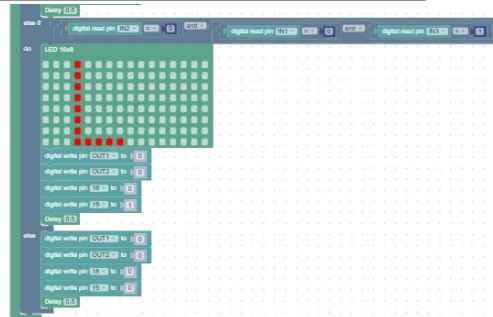 Delay 0.5
else if digital read pin IN2 = 0 and digital read pin IN1 = 0 and digital read pin IN3 = 1
do LED 16x8
digital write pin OUT1 to 0
digital write pin OUT2 to 0
digital write pin 18 to 0
digital write pin 19 to 1
Delay 0.5
else digital write pin OUT1 to 0
digital write pin OUT2 to 0
digital write pin 18 to 0
digital write pin 19 to 0
Delay 0.5